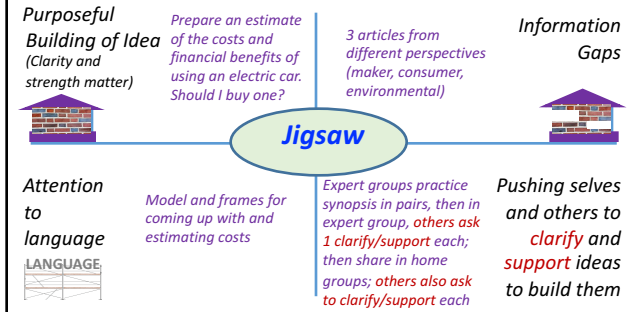 Purposeful
Building of Idea
(Clarity and
strength matter)
Prepare an estimate
of the costs and
financial benefits of
using an electric car.
Should I buy one?
3 articles from
different perspectives
(maker, consumer,
environmental)
Information
Gaps
Jigsaw
Attention
to
language
LANGUAGE
Model and frames for
coming up with and
estimating costs
Expert groups practice
synopsis in pairs, then in
expert group, others ask
1 clarify/support each;
then share in home
groups; others also ask
to clarify/support each
Pushing selves
and others to
clarify and
support ideas
to build them